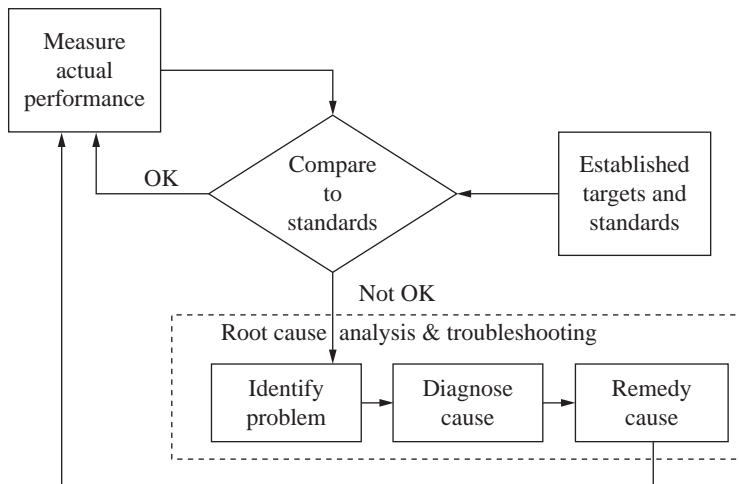 Measure
actual
performance
OK
Compare
to
standards
Established
targets and
standards
Not OK
Root cause analysis & troubleshooting
Identify
problem
Diagnose
cause
Remedy
cause